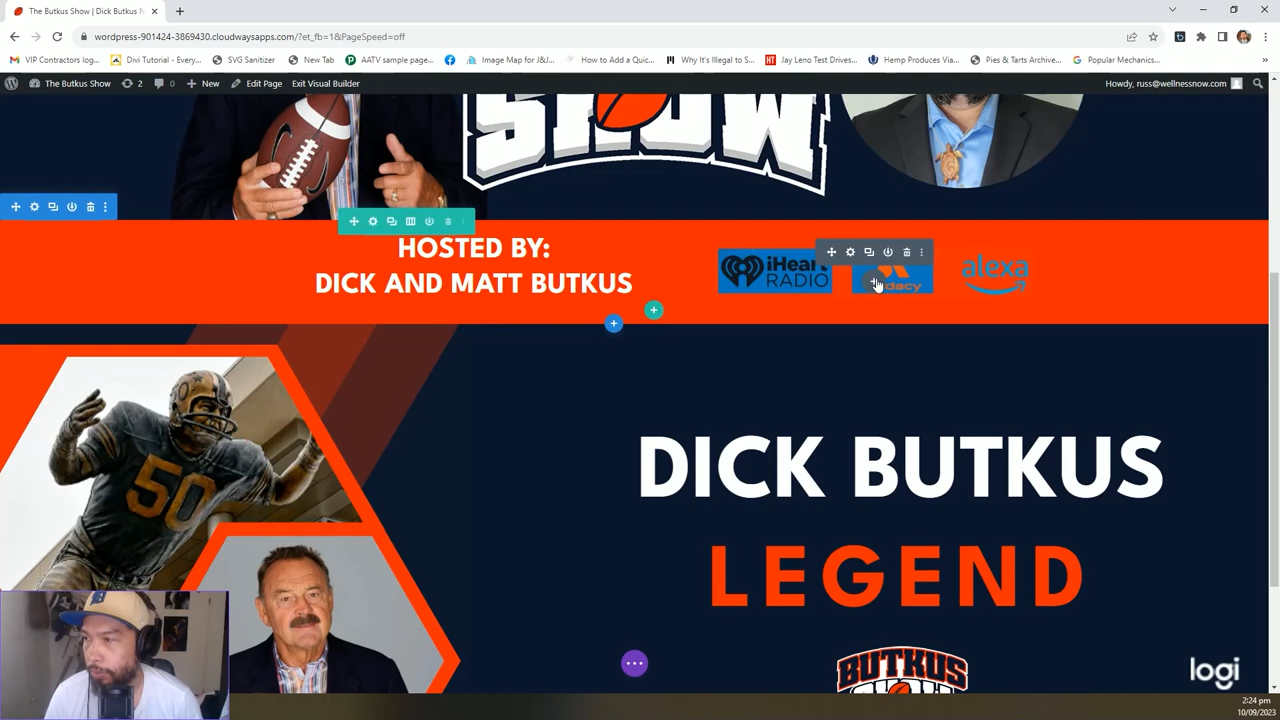 The Butkus Show | Dick Butkus N
wordpress-901424-3869430.cloudwaysapps.com/?et_fb=1&PageSpeed=off
VIP Contractors log...
Divi Tutorial - Every...
SVG Sanitizer
New Tab
AATV sample page...
Image Map for J&J...
How to Add a Quic...
Why It's Illegal to S...
Jay Leno Test Drives...
Hemp Produces Via...
Pies & Tarts Archive...
Popular Mechanics...
The Butkus Show
2
0
New
Edit Page
Exit Visual Builder
Howdy, russ@wellnessnow.com
SHOW
HOSTED BY:
DICK AND MATT BUTKUS
iHeart
RADIO
dacy
alexa
50
DICK BUTKUS
LEGEND
BUTKUS
logi
2:24 pm
10/09/2023